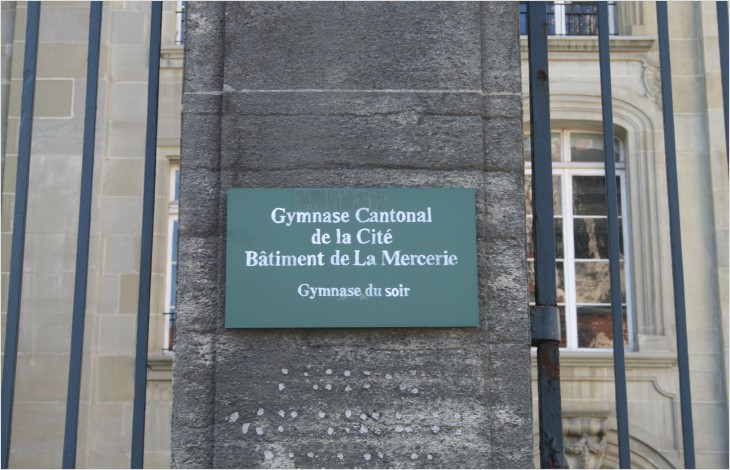 Gymnase Cantonal
de la Cité
Bâtiment de La Mercerie
Gymnase du soir